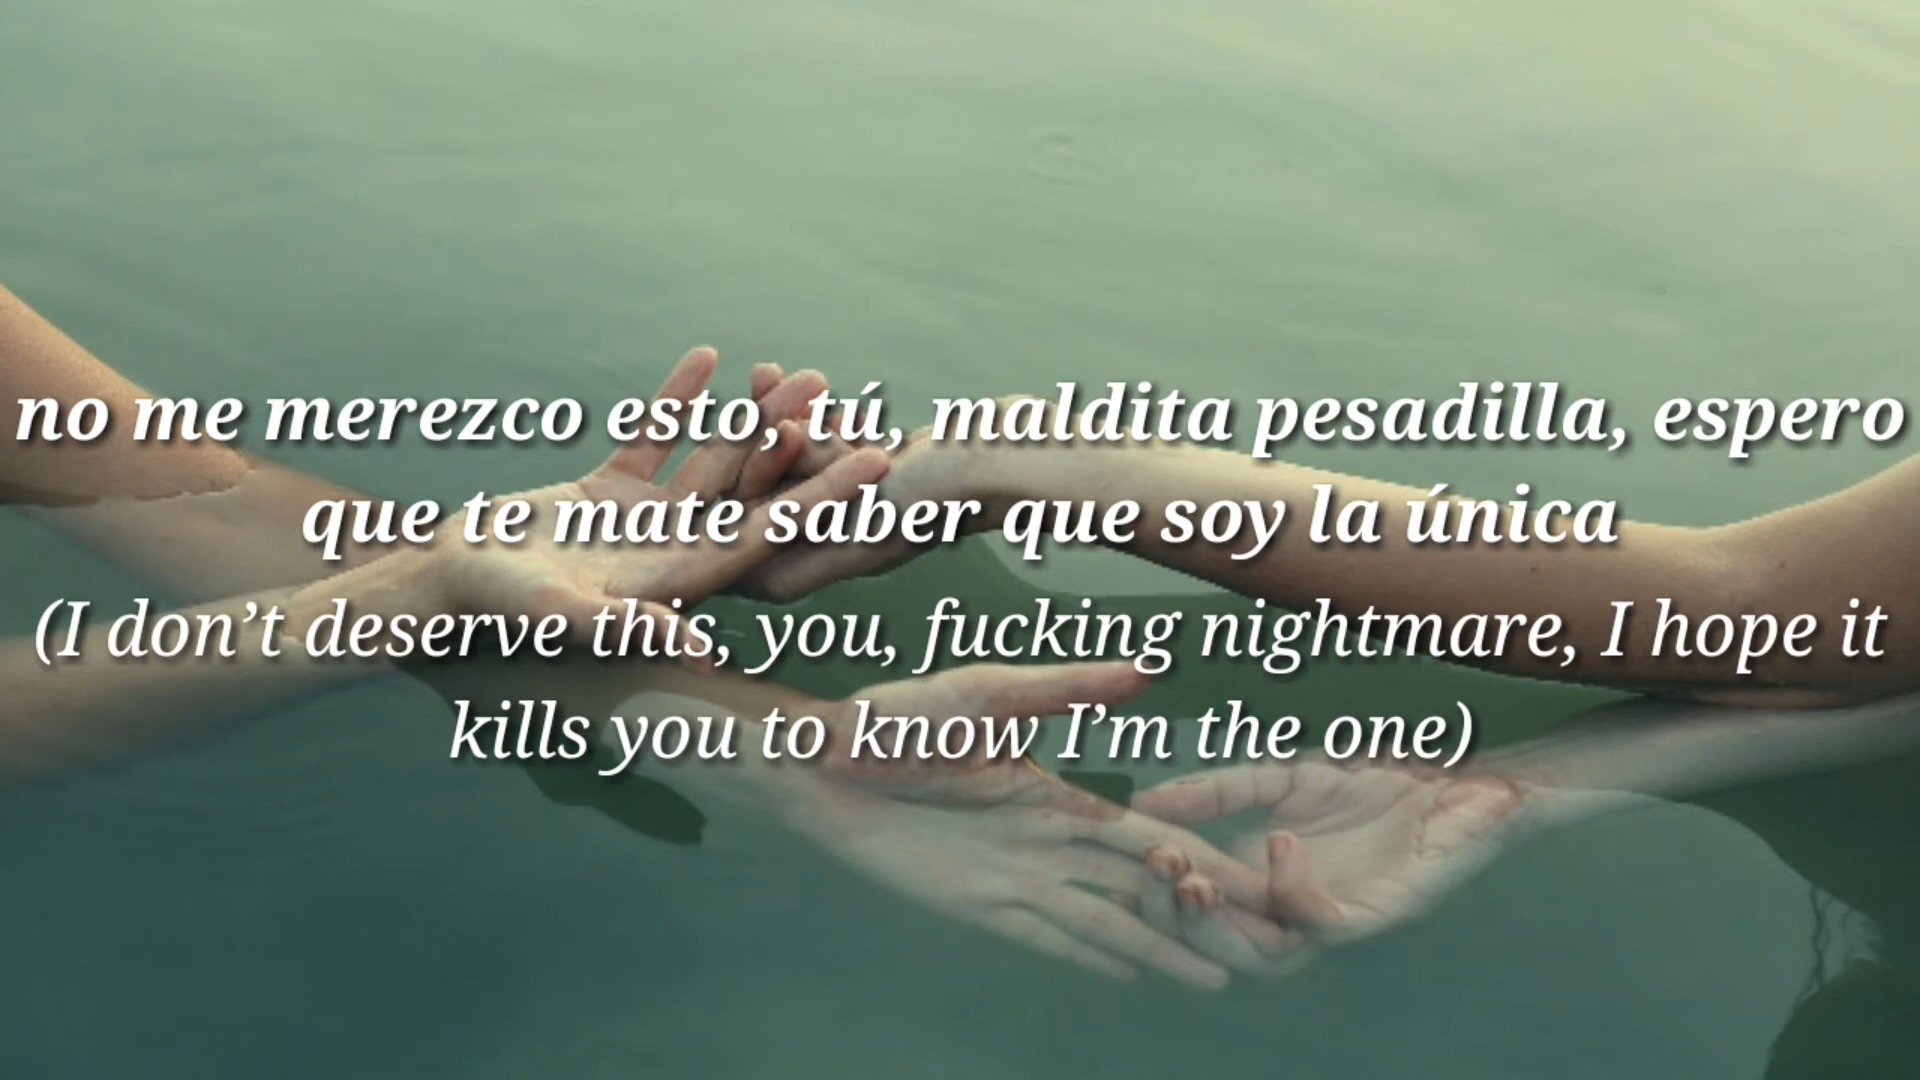 no me merezco esto, tú, maldita pesadilla, espero
que te mate saber que soy la única
(I don’t deserve this, you, fucking nightmare, I hope it
kills you to know I’m the one)